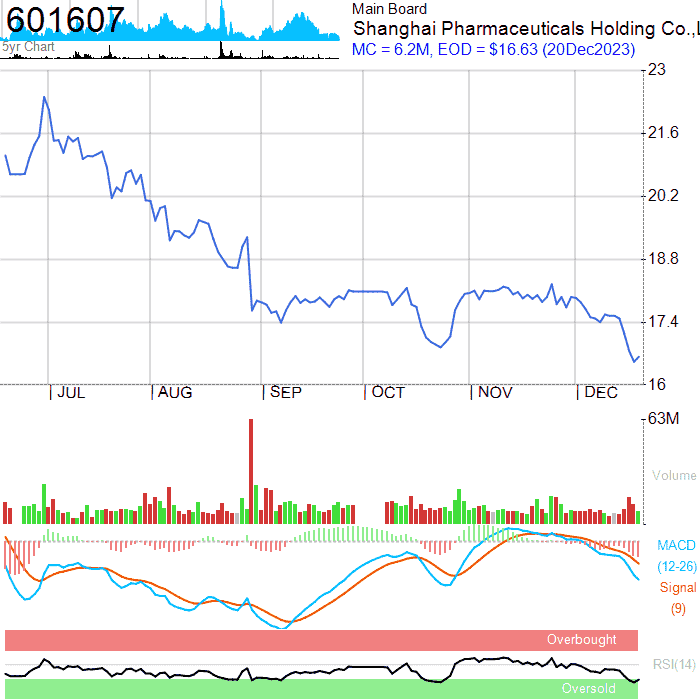 601607
5yr Chart
Main Board
Shanghai Pharmaceuticals Holding Co.,
MC = 6.2M, EOD = $16.63 (20Dec2023)
23
21.6
20.2
18.8
17.4
16
JUL AUG SEP OCT NOV DEC
63M
Volume
MACD
(12-26)
Signal
(9)
Overbought
RSI(14)
Oversold